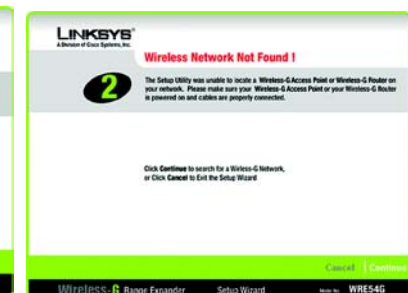 LINKSYS®
A Division of Cisco Systems, Inc.
Wireless Network Not Found !
2
The Setup Utility was unable to locate a Wireless-G Access Point or Wireless-G Router on
your network. Please make sure your Wireless-G Access Point or your Wireless-G Router
is powered on and cables are properly connected.
Click Continue to search for a Wireless-G Network,
or Click Cancel to Exit the Setup Wizard
Cancel | Continue
Wireless-G Range Expander Setup Wizard Model No. WRE54G